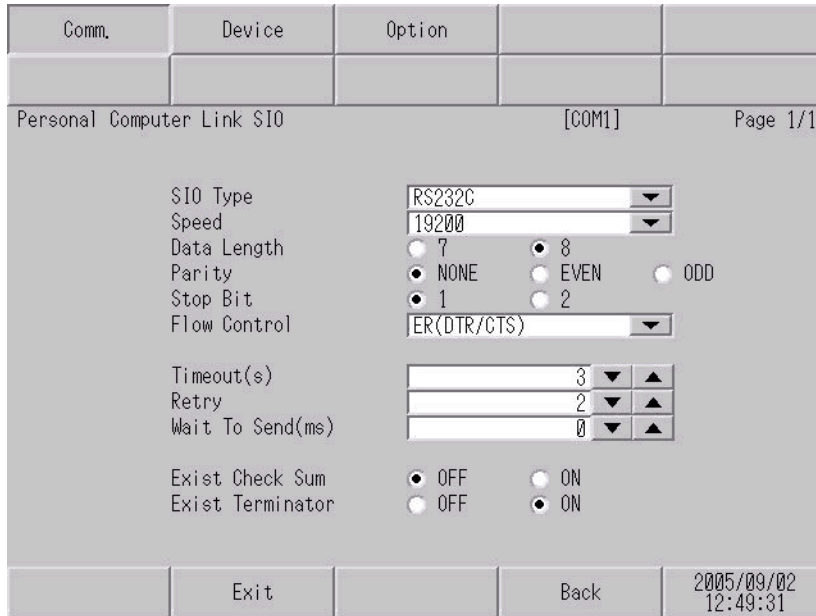 Comm. Device Option
Personal Computer Link SIO [COM1] Page 1/1
SIO Type RS232C
Speed 19200
Data Length 7 8
Parity NONE EVEN ODD
Stop Bit 1 2
Flow Control ER(DTR/CTS)
Timeout(s) 3
Retry 2
Wait To Send(ms) 0
Exist Check Sum OFF ON
Exist Terminator OFF ON
Exit Back 2005/09/02
12:49:31